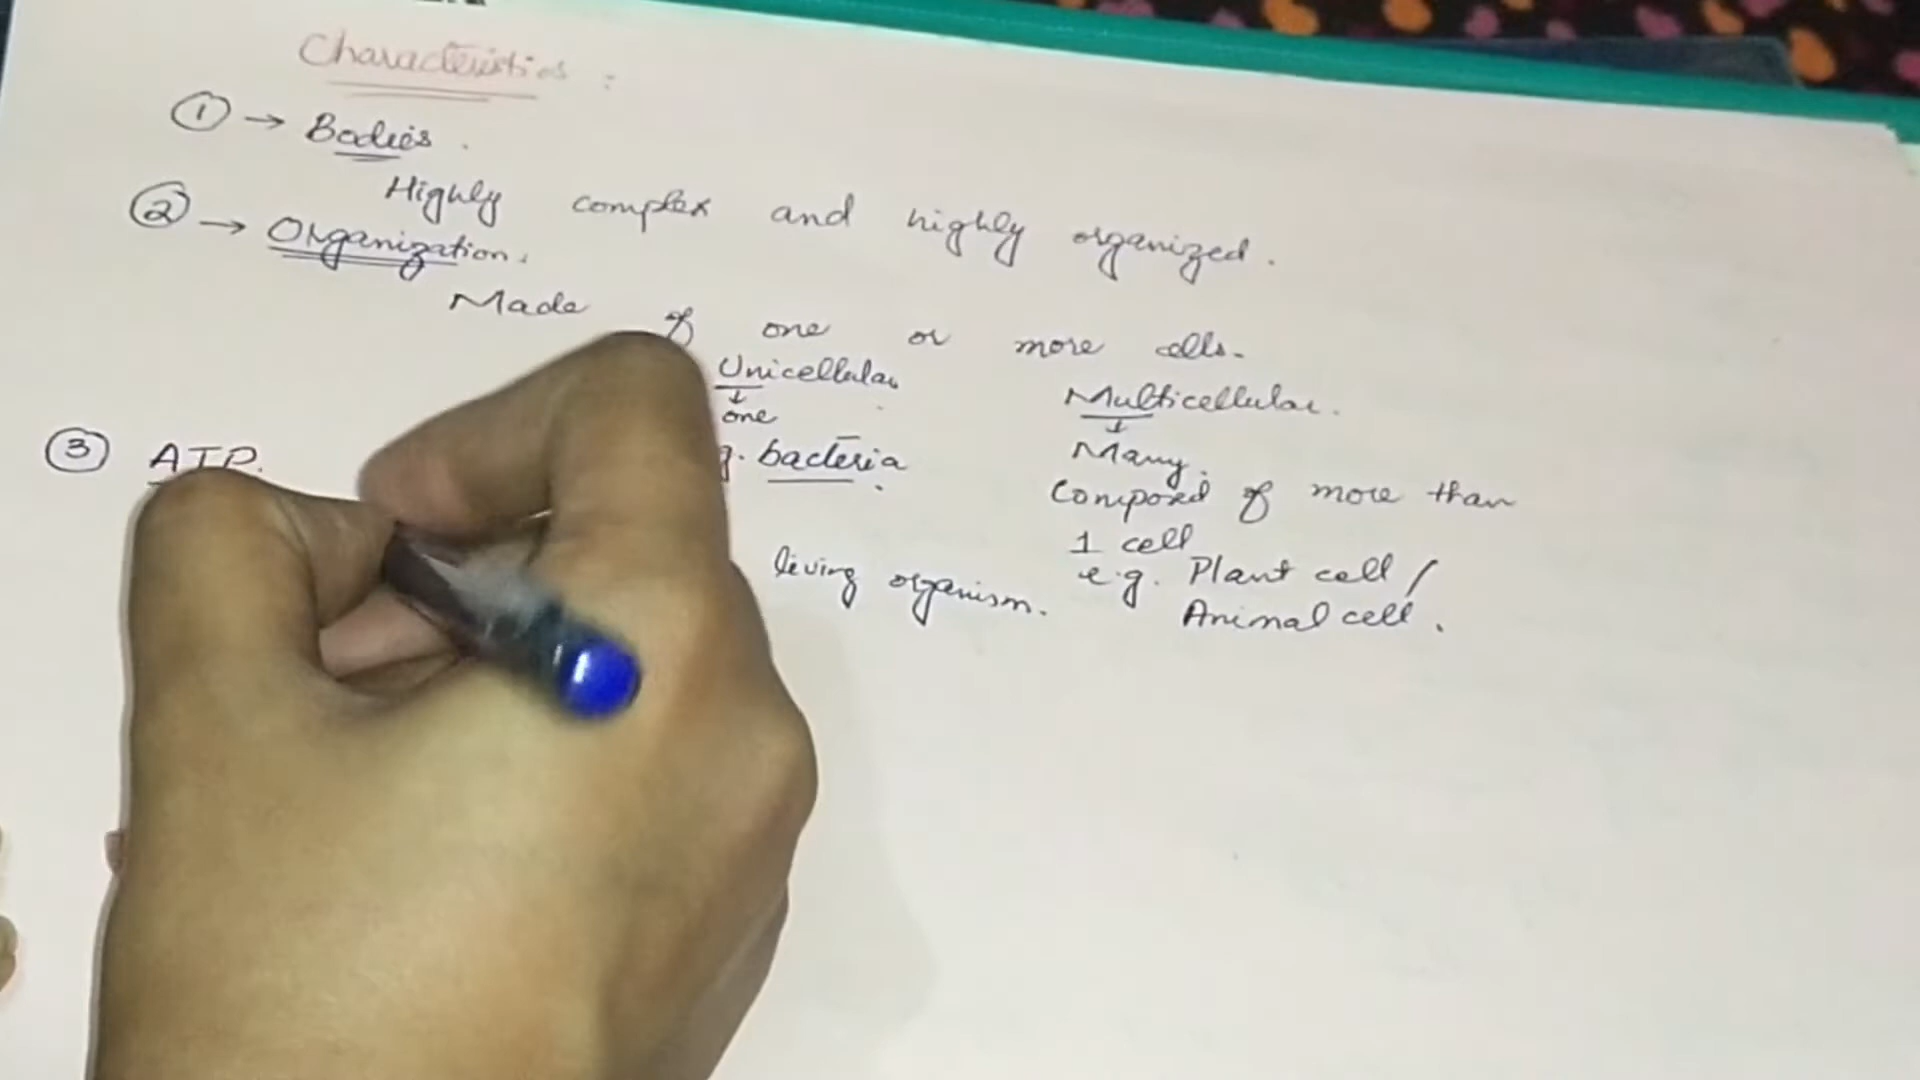 Characteristics :
① → Bodies.
Highly complex and highly organized.
② → Organization.
Made of one or more cells.
Unicellular
↓
one
g. bacteria.
Multicellular.
↓
Many.
Composed of more than
1 cell
e.g. Plant cell /
Animal cell.
③ ATP.
living organism.